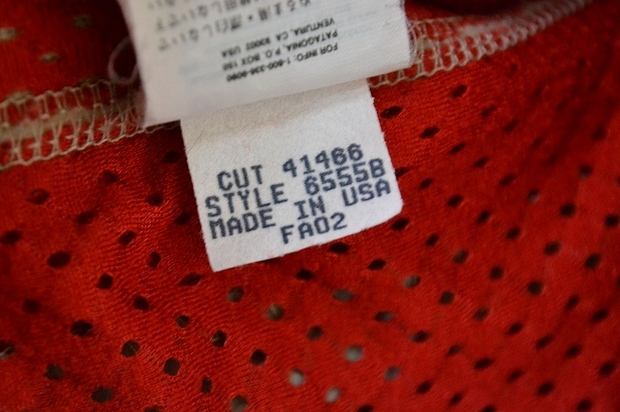 FOR INFO: 1-800-336-9090
PATAGONIA, P.O. BOX 150
VENTURA, CA 93002
USA
CUT 41466
STYLE 6555B
MADE IN USA
FA02